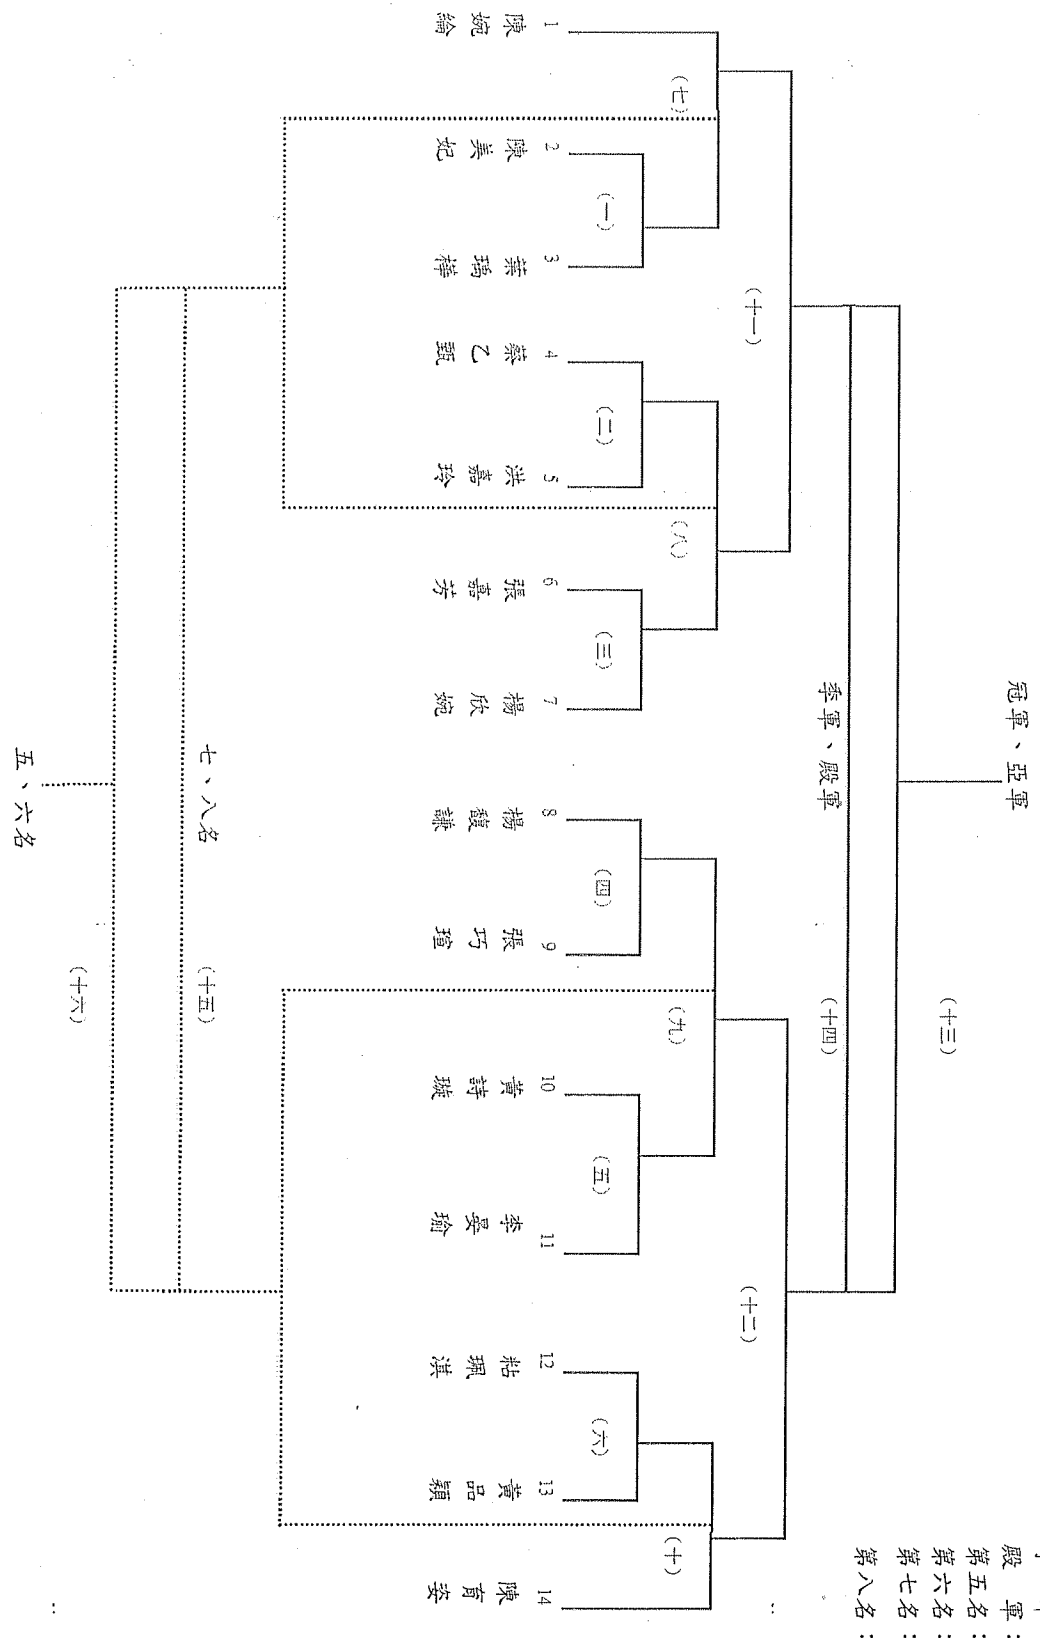 冠軍、亞軍
(十三)
季軍、殿軍
(十四)
(十一)
(十二)
(七)
(八)
(九)
(十)
(一)
(二)
(三)
(四)
(五)
(六)
1 陳婉綸
2 陳美妃
3 葉瑀樺
4 蔡乙甄
5 洪嘉玲
6 張嘉芬
7 楊欣婉
8 楊馥謙
9 張巧瑄
10 黃詩璇
11 李晏瑜
12 粘珮淇
13 黃品穎
14 陳育姿
七、八名
(十五)
五、六名
(十六)
殿 軍：
第五名：
第六名：
第七名：
第八名：